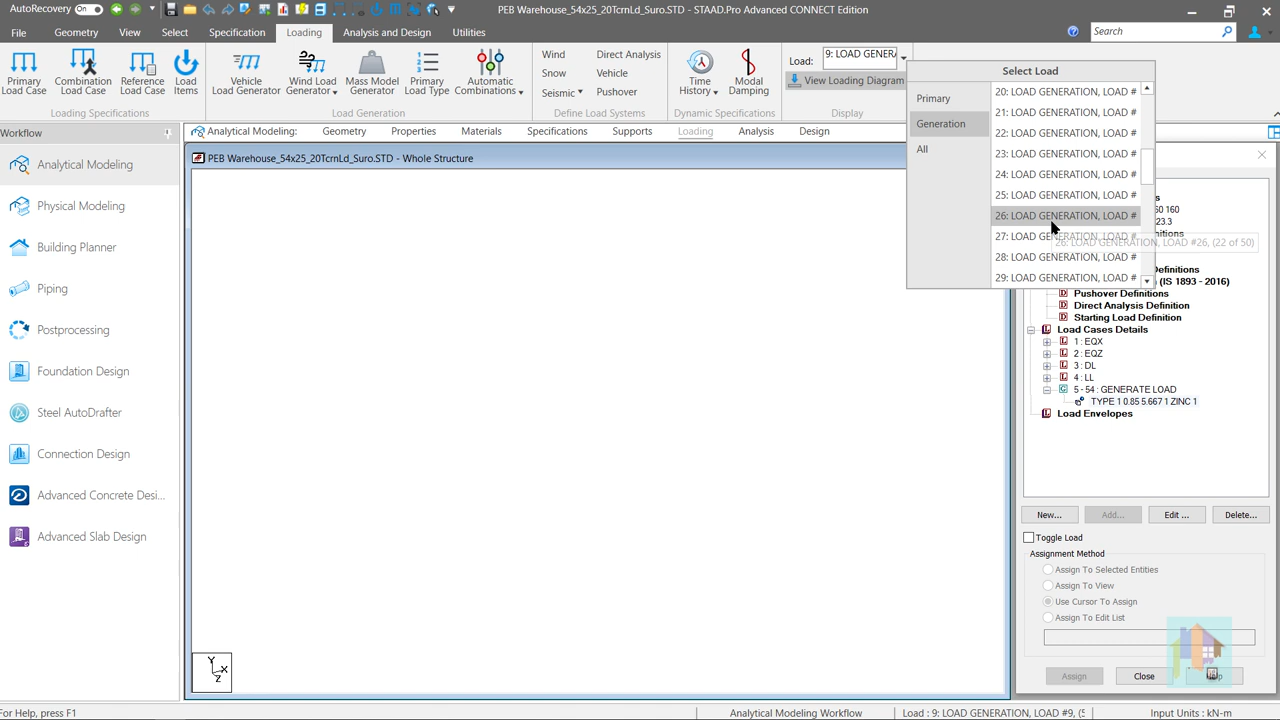 AutoRecovery On PEB Warehouse_54x25_20TcrnLd_Suro.STD - STAAD.Pro Advanced CONNECT Edition
File Geometry View Select Specification Loading Analysis and Design Utilities Search
Primary Load Case
Combination Load Case
Reference Load Case
Load Items
Loading Specifications
Vehicle Load Generator
Wind Load Generator
Mass Model Generator
Primary Load Type
Automatic Combinations
Load Generation
Wind Direct Analysis
Snow Vehicle
Seismic Pushover
Define Load Systems
Time History
Modal Damping
Dynamic Specifications
Load: 9: LOAD GENERA
View Loading Diagram
Display
Select Load
Primary
Generation
All
20: LOAD GENERATION, LOAD #
21: LOAD GENERATION, LOAD #
22: LOAD GENERATION, LOAD #
23: LOAD GENERATION, LOAD #
24: LOAD GENERATION, LOAD #
25: LOAD GENERATION, LOAD #
26: LOAD GENERATION, LOAD #
27: LOAD GENERATION, LOAD #
26: LOAD GENERATION, LOAD #26, (22 of 50)
28: LOAD GENERATION, LOAD #
29: LOAD GENERATION, LOAD #
Workflow
Analytical Modeling: Geometry Properties Materials Specifications Supports Loading Analysis Design
Analytical Modeling
Physical Modeling
Building Planner
Piping
Postprocessing
Foundation Design
Steel AutoDrafter
Connection Design
Advanced Concrete Desi...
Advanced Slab Design
PEB Warehouse_54x25_20TcrnLd_Suro.STD - Whole Structure
Y
X
Z
efinitions
(IS 1893 - 2016)
Pushover Definitions
Direct Analysis Definition
Starting Load Definition
Load Cases Details
1 : EQX
2 : EQZ
3 : DL
4 : LL
5 - 54 : GENERATE LOAD
TYPE 1 0.85 5.667 1 ZINC 1
Load Envelopes
New... Add... Edit ... Delete...
Toggle Load
Assignment Method
Assign To Selected Entities
Assign To View
Use Cursor To Assign
Assign To Edit List
Assign Close
For Help, press F1 Analytical Modeling Workflow Load : 9: LOAD GENERATION, LOAD #9, (5 Input Units : kN-m